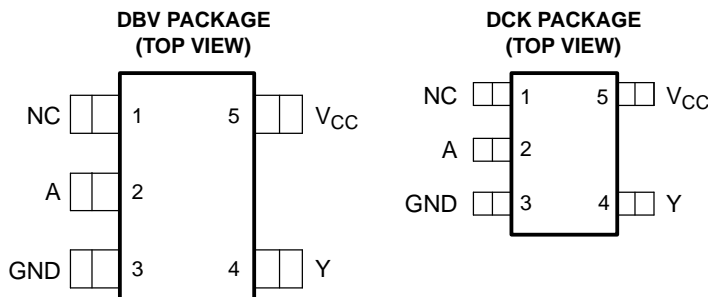 DBV PACKAGE
(TOP VIEW)
NC 1 5 VCC
A 2
GND 3 4 Y
DCK PACKAGE
(TOP VIEW)
NC 1 5 VCC
A 2
GND 3 4 Y